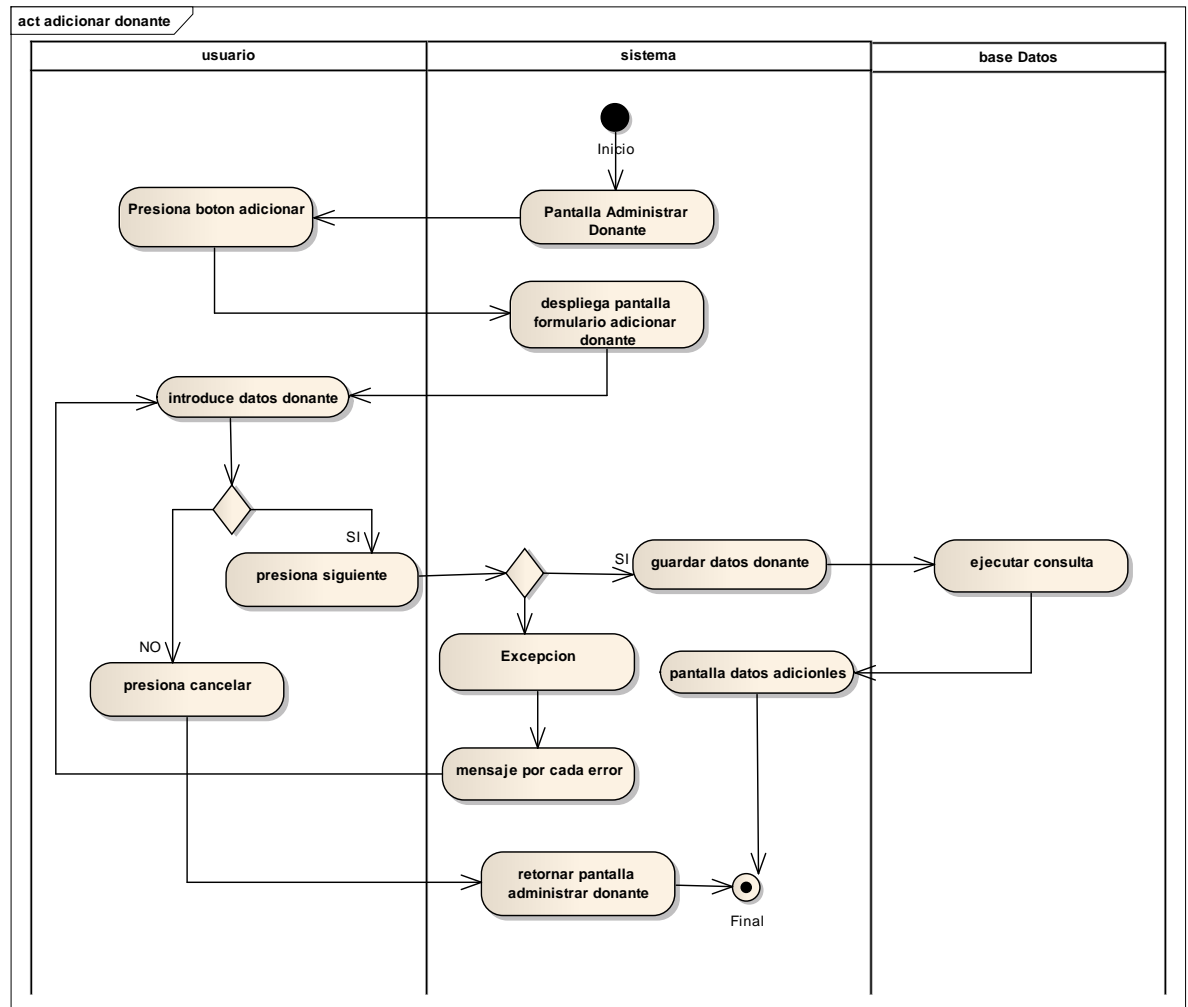 act adicionar donante
usuario
sistema
base Datos
Inicio
Presiona boton adicionar
Pantalla Administrar
Donante
despliega pantalla
formulario adicionar
donante
introduce datos donante
SI
presiona siguiente
SI
guardar datos donante
ejecutar consulta
NO
presiona cancelar
Excepcion
pantalla datos adicionles
mensaje por cada error
retornar pantalla
administrar donante
Final